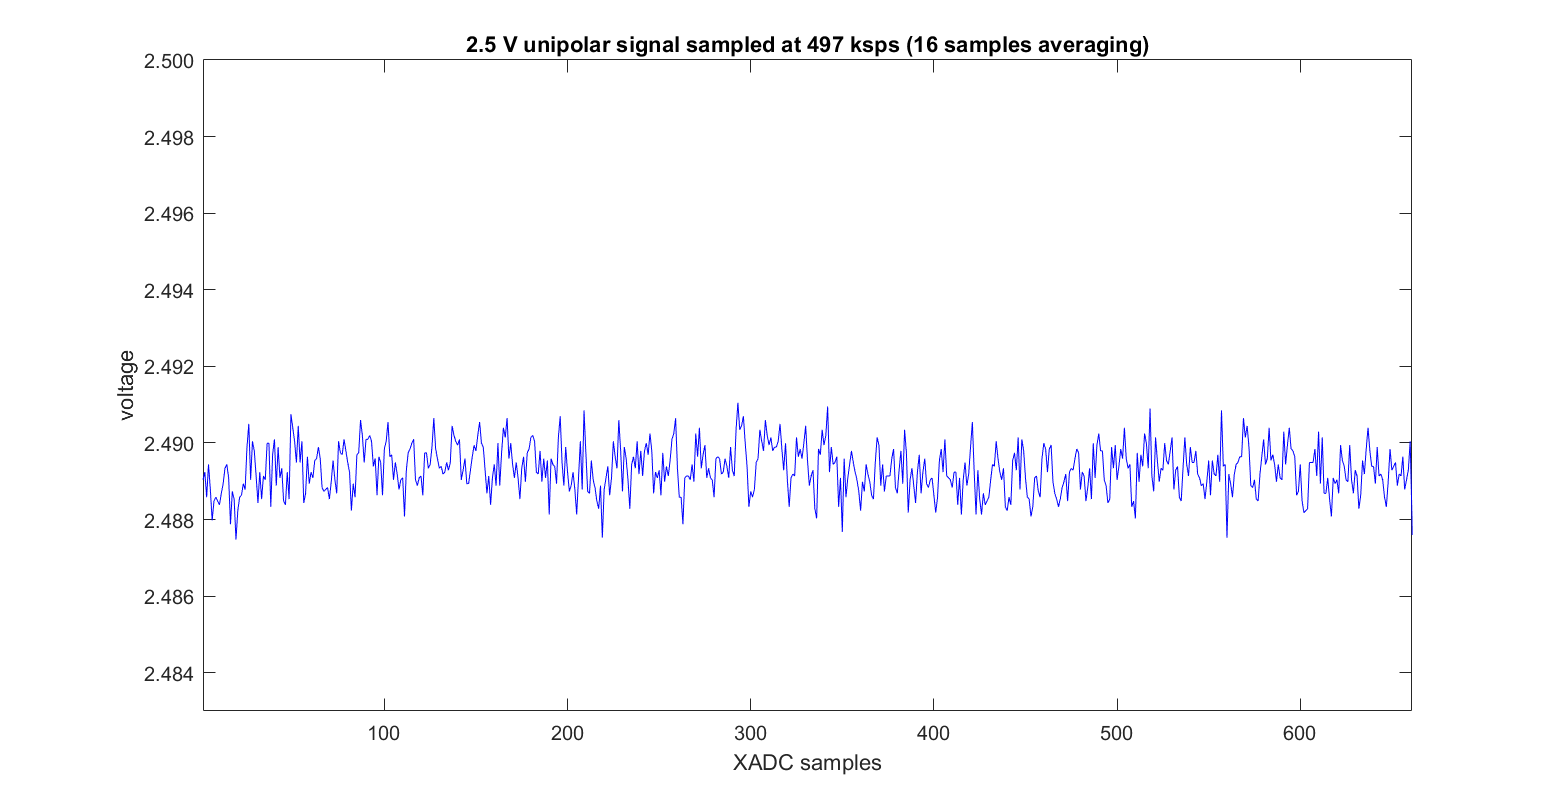 2.5 V unipolar signal sampled at 497 ksps (16 samples averaging)
2.500
2.498
2.496
2.494
2.492
2.490
2.488
2.486
2.484
voltage
100 200 300 400 500 600
XADC samples